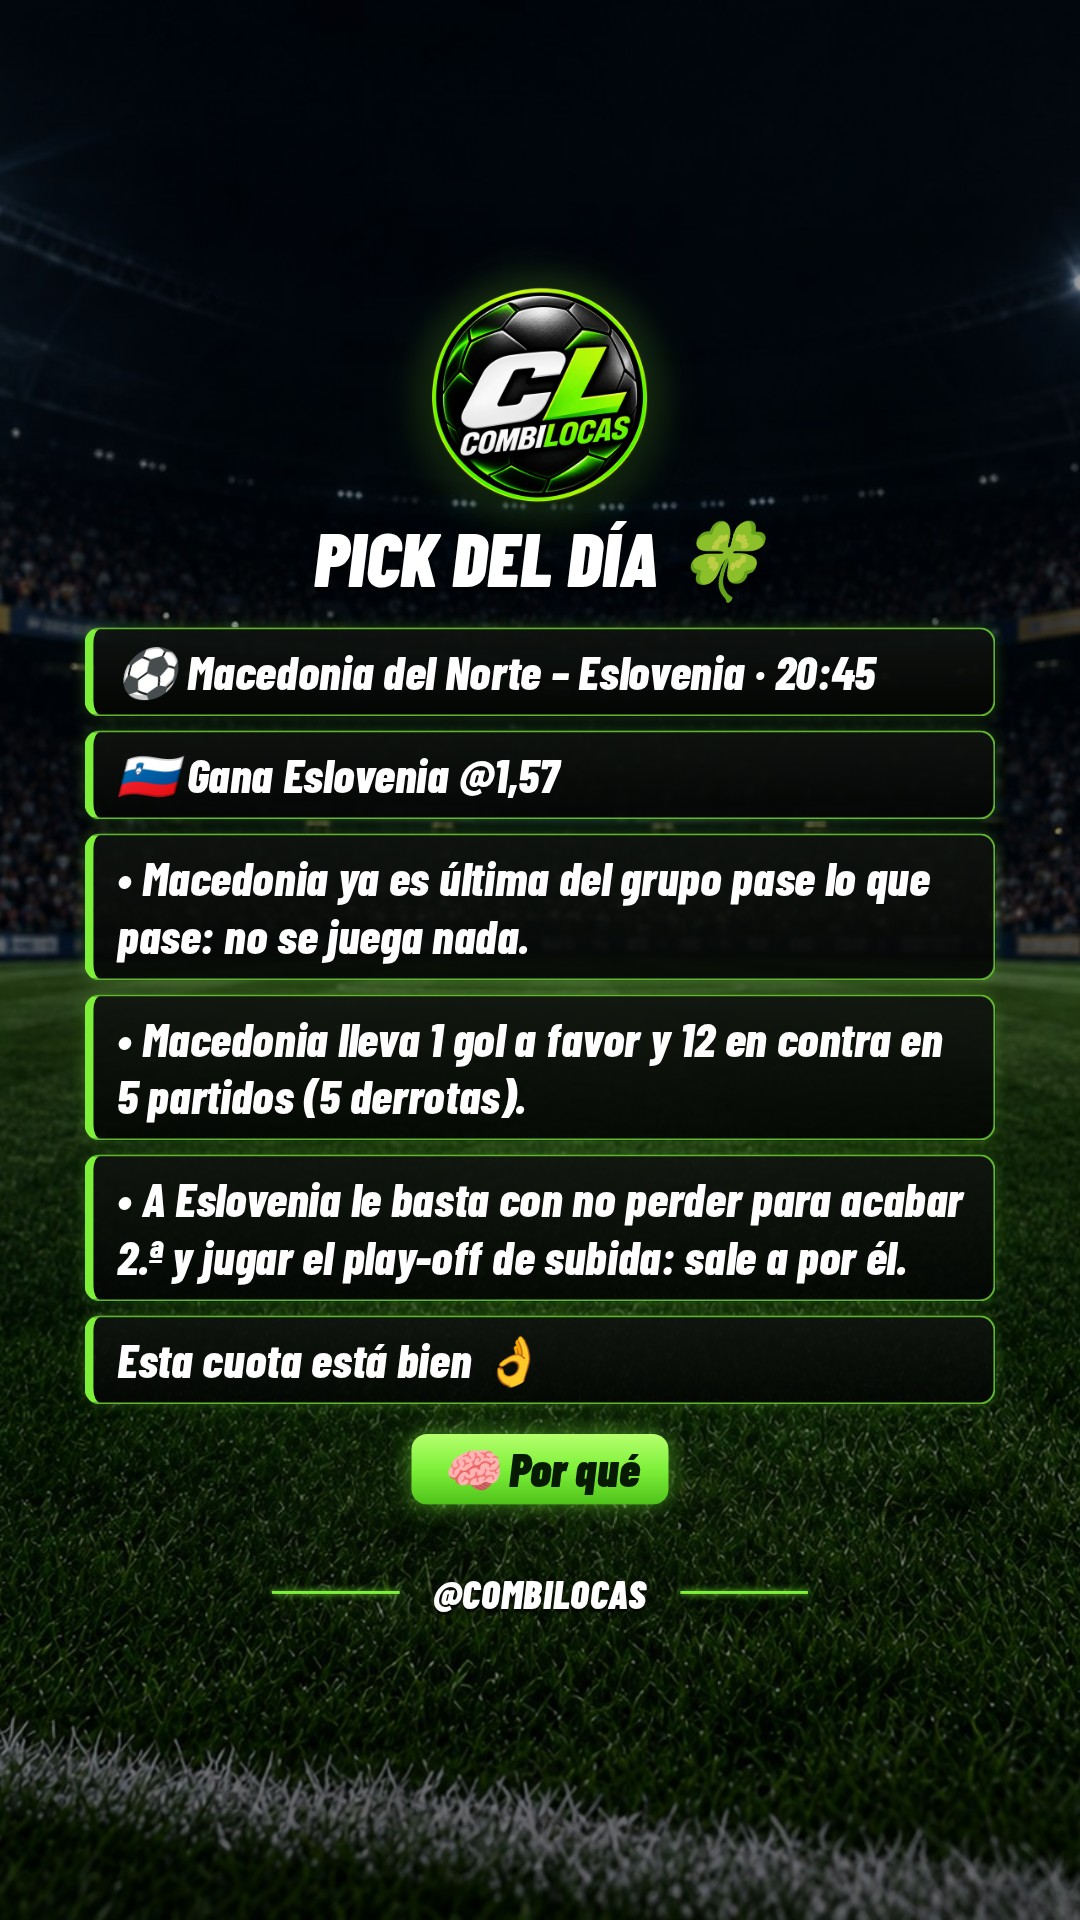 CL
COMBILOCAS
PICK DEL DÍA 🍀
⚽ Macedonia del Norte – Eslovenia · 20:45
🇸🇮 Gana Eslovenia @1,57
• Macedonia ya es última del grupo pase lo que
pase: no se juega nada.
• Macedonia lleva 1 gol a favor y 12 en contra en
5 partidos (5 derrotas).
• A Eslovenia le basta con no perder para acabar
2.ª y jugar el play-off de subida: sale a por él.
Esta cuota está bien 👌
🧠 Por qué
@COMBILOCAS